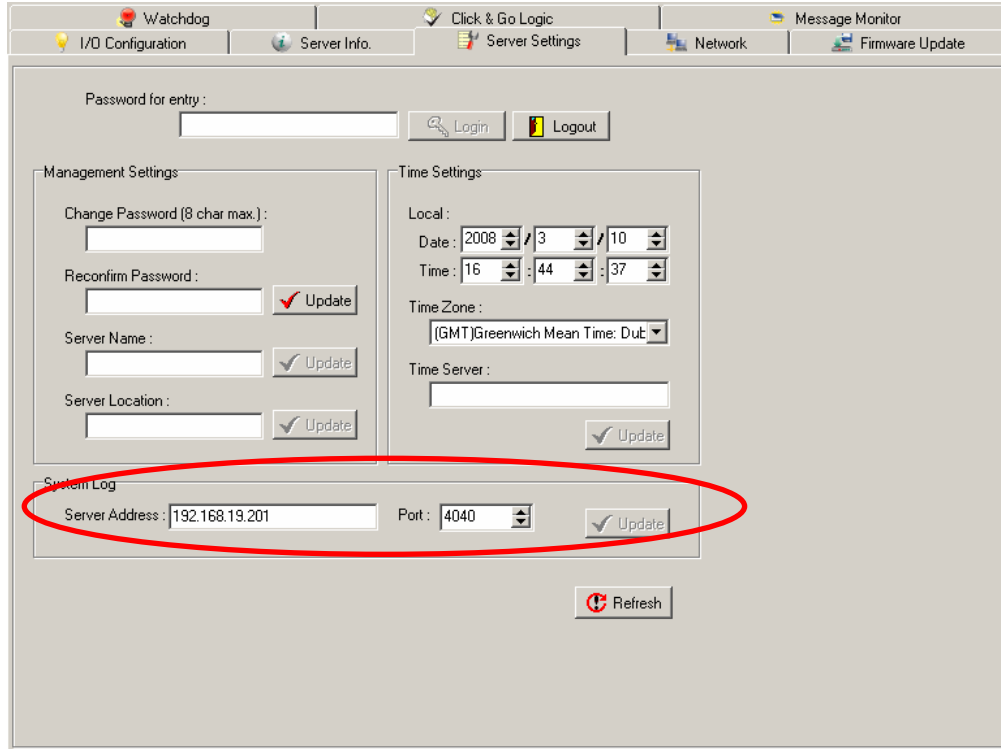 Watchdog Click & Go Logic Message Monitor
I/O Configuration Server Info. Server Settings Network Firmware Update
Password for entry :
Login Logout
Management Settings
Change Password (8 char max.) :
Reconfirm Password :
Update
Server Name :
Update
Server Location :
Update
Time Settings
Local :
Date : 2008 / 3 / 10
Time : 16 : 44 : 37
Time Zone :
(GMT)Greenwich Mean Time: Dub
Time Server :
Update
System Log
Server Address : 192.168.19.201 Port : 4040 Update
Refresh